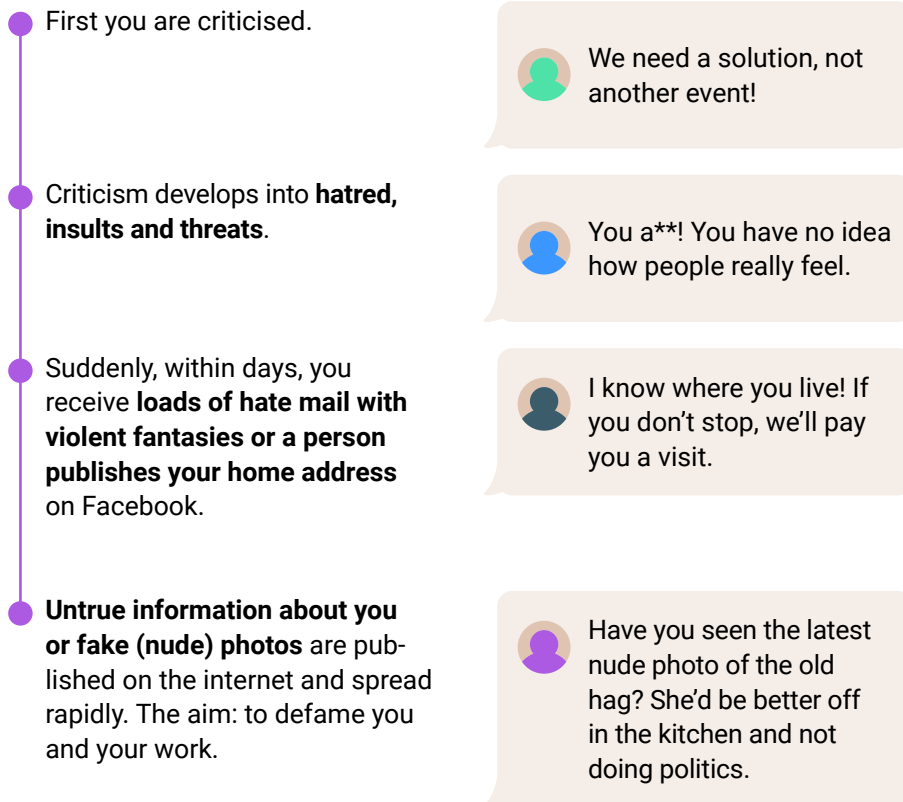 First you are criticised.
We need a solution, not
another event!
Criticism develops into hatred,
insults and threats.
You a**! You have no idea
how people really feel.
Suddenly, within days, you
receive loads of hate mail with
violent fantasies or a person
publishes your home address
on Facebook.
I know where you live! If
you don’t stop, we’ll pay
you a visit.
Untrue information about you
or fake (nude) photos are pub-
lished on the internet and spread
rapidly. The aim: to defame you
and your work.
Have you seen the latest
nude photo of the old
hag? She’d be better off
in the kitchen and not
doing politics.